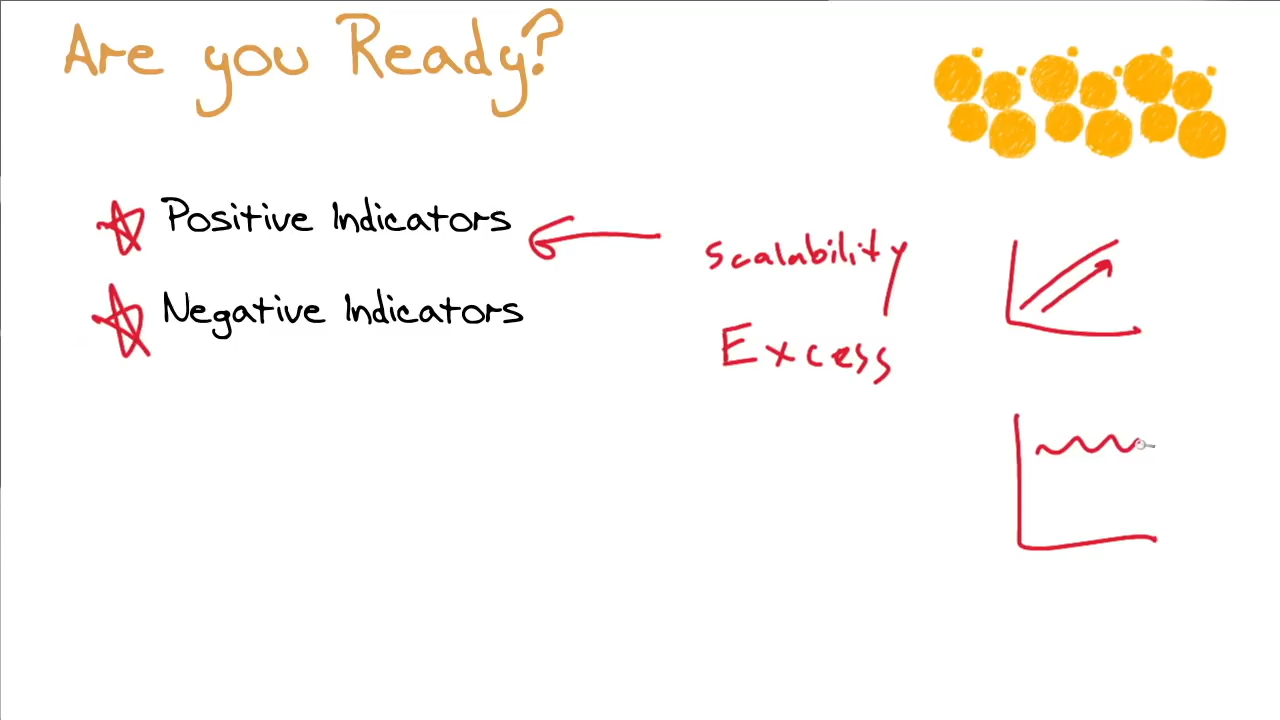 Are you Ready?
Positive Indicators
Negative Indicators
Scalability
Excess